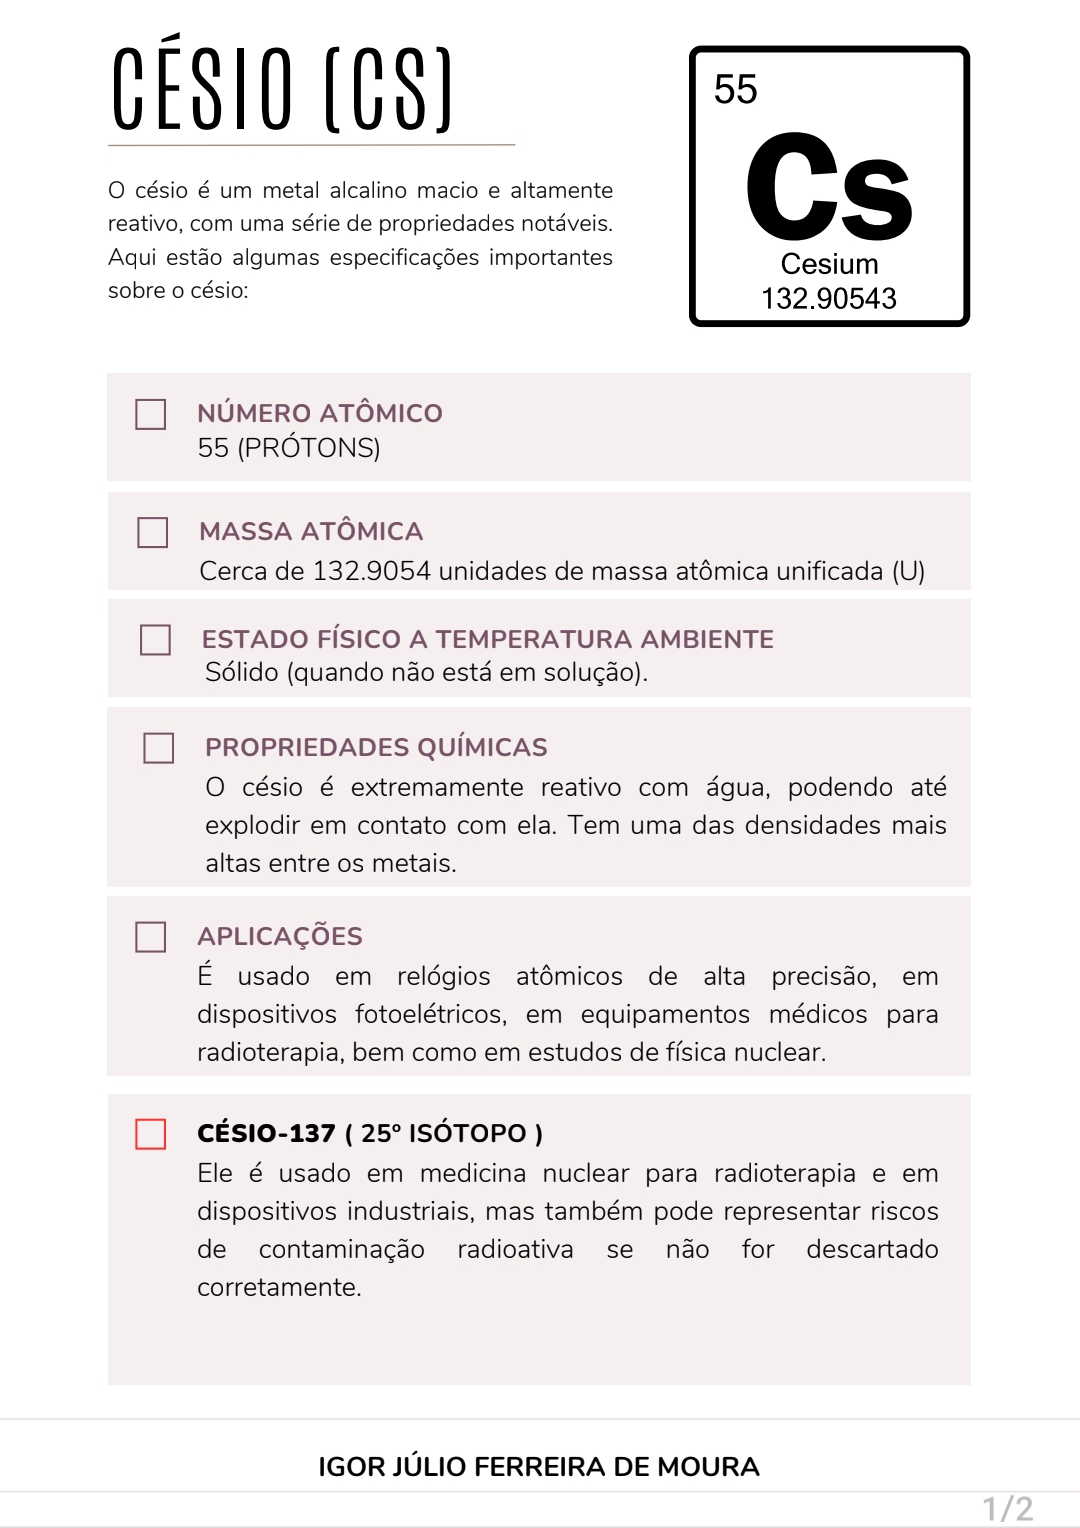 CÉSIO (CS)
O césio é um metal alcalino macio e altamente
reativo, com uma série de propriedades notáveis.
Aqui estão algumas especificações importantes
sobre o césio:
55
Cs
Cesium
132.90543
NÚMERO ATÔMICO
55 (PRÓTONS)
MASSA ATÔMICA
Cerca de 132.9054 unidades de massa atômica unificada (U)
ESTADO FÍSICO A TEMPERATURA AMBIENTE
Sólido (quando não está em solução).
PROPRIEDADES QUÍMICAS
O césio é extremamente reativo com água, podendo até
explodir em contato com ela. Tem uma das densidades mais
altas entre os metais.
APLICAÇÕES
É usado em relógios atômicos de alta precisão, em
dispositivos fotoelétricos, em equipamentos médicos para
radioterapia, bem como em estudos de física nuclear.
CÉSIO-137 ( 25º ISÓTOPO )
Ele é usado em medicina nuclear para radioterapia e em
dispositivos industriais, mas também pode representar riscos
de contaminação radioativa se não for descartado
corretamente.
IGOR JÚLIO FERREIRA DE MOURA
1/2